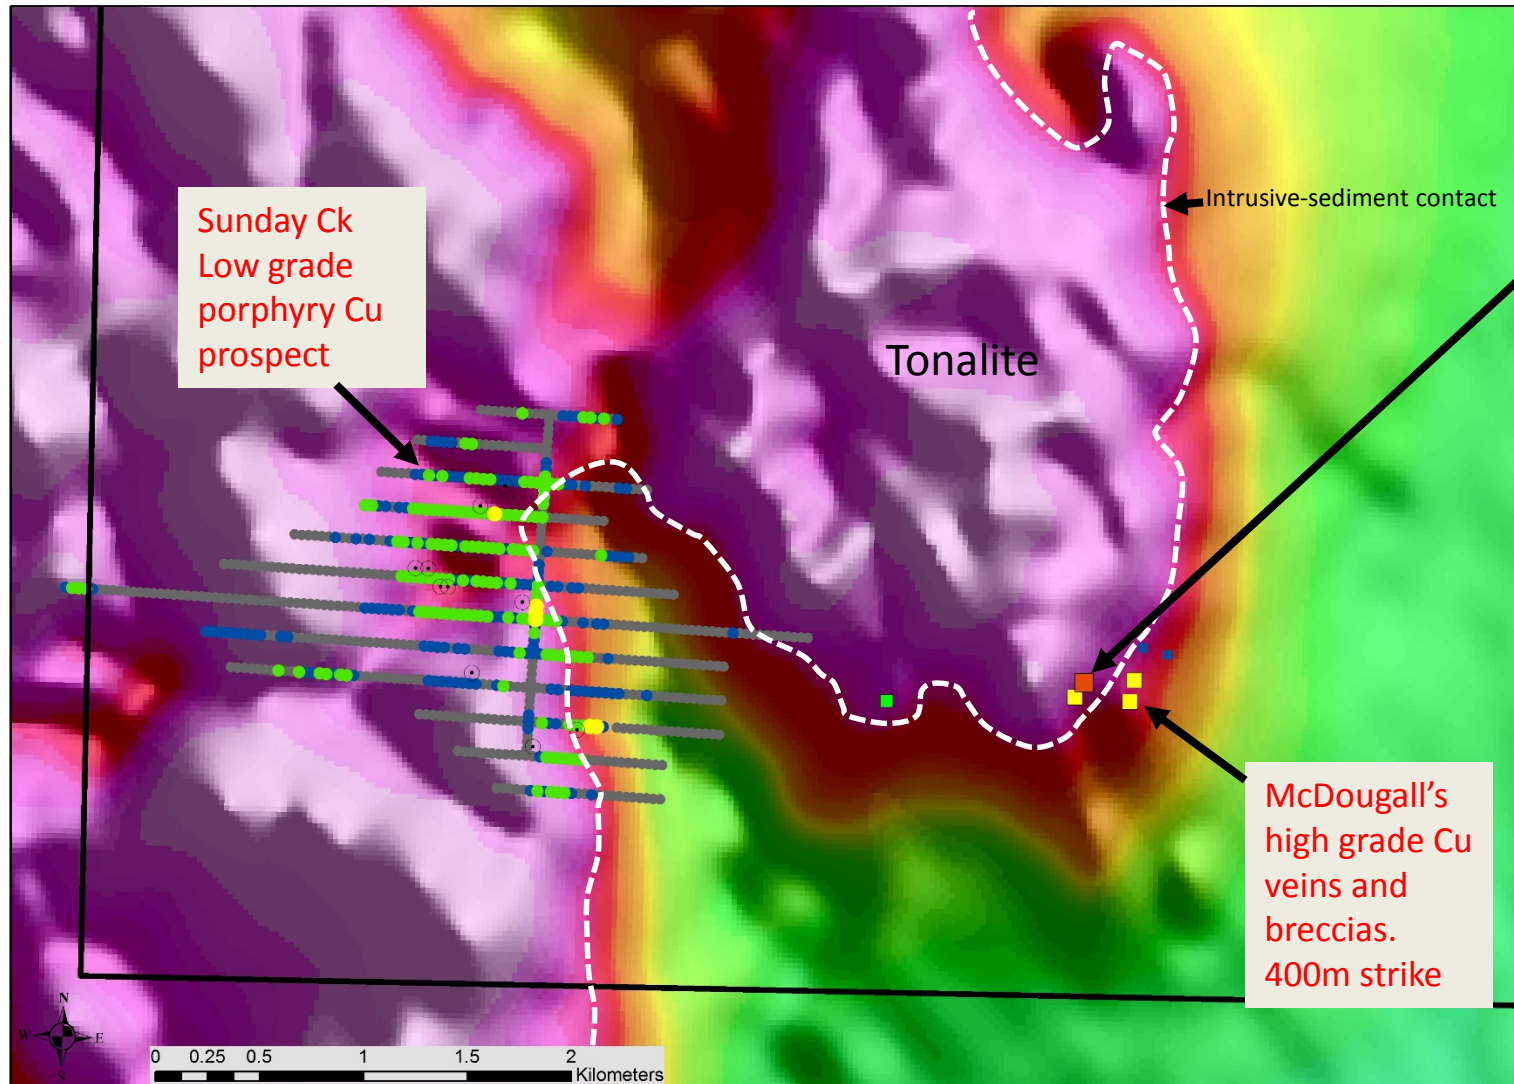 Sunday Ck
Low grade
porphyry Cu
prospect
Intrusive-sediment contact
Tonalite
McDougall's
high grade Cu
veins and
breccias.
400m strike
N
W E
S
0 0.25 0.5 1 1.5 2
Kilometers